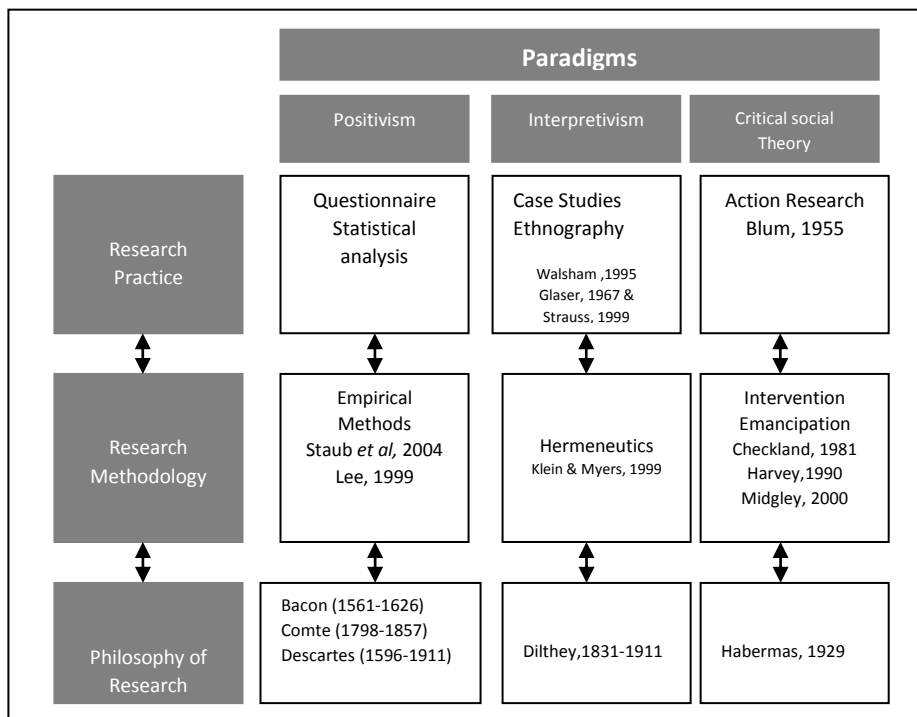 Paradigms
Positivism
Interpretivism
Critical social
Theory
Research
Practice
Questionnaire
Statistical
analysis
Case Studies
Ethnography
Walsham ,1995
Glaser, 1967 &
Strauss, 1999
Action Research
Blum, 1955
Research
Methodology
Empirical
Methods
Staub et al, 2004
Lee, 1999
Hermeneutics
Klein & Myers, 1999
Intervention
Emancipation
Checkland, 1981
Harvey,1990
Midgley, 2000
Philosophy of
Research
Bacon (1561-1626)
Comte (1798-1857)
Descartes (1596-1911)
Dilthey,1831-1911
Habermas, 1929